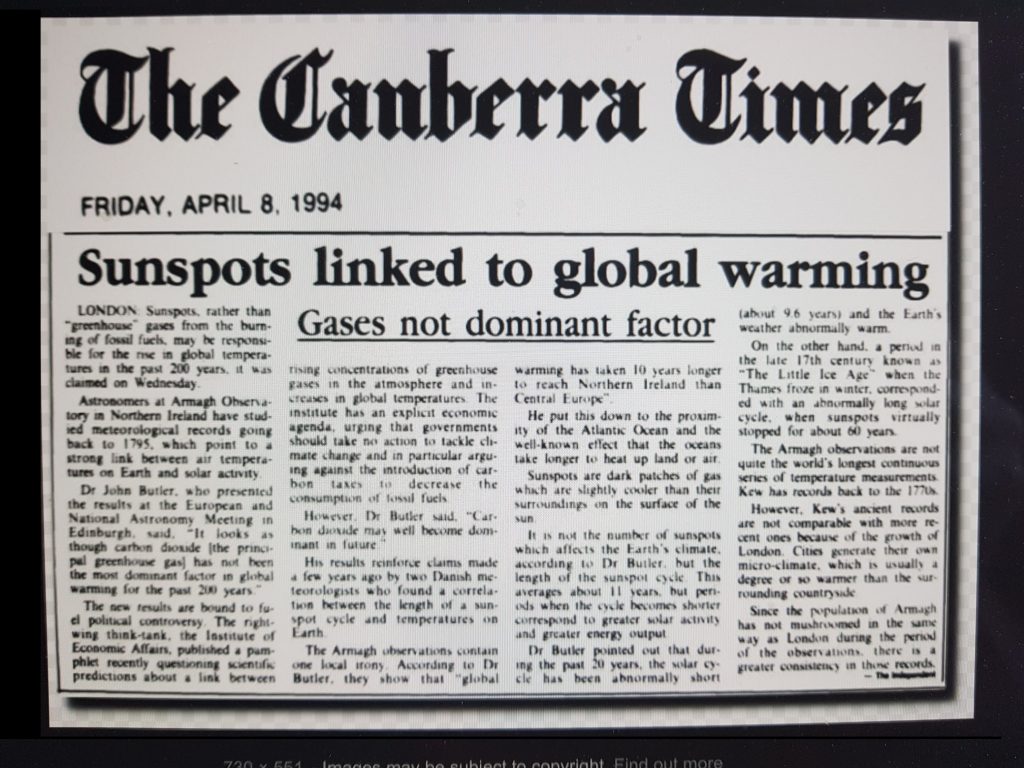 The Canberra Times
FRIDAY, APRIL 8, 1994
Sunspots linked to global warming
Gases not dominant factor
LONDON: Sunspots, rather than
"greenhouse" gases from the burn-
ing of fossil fuels, may be responsi-
ble for the rise in global tempera-
tures in the past 200 years, it was
claimed on Wednesday.
Astronomers at Armagh Observa-
tory in Northern Ireland have stud-
ied meteorological records going
back to 1795, which point to a
strong link between air tempera-
tures on Earth and solar activity.
Dr John Butler, who presented
the results at the European and
National Astronomy Meeting in
Edinburgh, said, "It looks as
though carbon dioxide [the princi-
pal greenhouse gas] has not been
the most dominant factor in global
warming for the past 200 years."
The new results are bound to fu-
el political controversy. The right-
wing think-tank, the Institute of
Economic Affairs, published a pam-
phlet recently questioning scientific
predictions about a link between
rising concentrations of greenhouse
gases in the atmosphere and in-
creases in global temperatures. The
institute has an explicit economic
agenda, urging that governments
should take no action to tackle cli-
mate change and in particular argu-
ing against the introduction of car-
bon taxes to decrease the
consumption of fossil fuels.
However, Dr Butler said, "Car-
bon dioxide may well become dom-
inant in future."
His results reinforce claims made
a few years ago by two Danish me-
teorologists who found a correla-
tion between the length of a sun-
spot cycle and temperatures on
Earth.
The Armagh observations contain
one local irony. According to Dr
Butler, they show that "global
warming has taken 10 years longer
to reach Northern Ireland than
Central Europe".
He put this down to the proxim-
ity of the Atlantic Ocean and the
well-known effect that the oceans
take longer to heat up land or air.
Sunspots are dark patches of gas
which are slightly cooler than their
surroundings on the surface of the
sun.
It is not the number of sunspots
which affects the Earth's climate,
according to Dr Butler, but the
length of the sunspot cycle. This
averages about 11 years, but peri-
ods when the cycle becomes shorter
correspond to greater solar activity
and greater energy output.
Dr Butler pointed out that dur-
ing the past 20 years, the solar cy-
cle has been abnormally short
(about 9.6 years) and the Earth's
weather abnormally warm.
On the other hand, a period in
the late 17th century known as
"The Little Ice Age" when the
Thames froze in winter, correspond-
ed with an abnormally long solar
cycle, when sunspots virtually
stopped for about 60 years.
The Armagh observations are not
quite the world's longest continuous
series of temperature measurements.
Kew has records back to the 1770s.
However, Kew's ancient records
are not comparable with more re-
cent ones because of the growth of
London. Cities generate their own
micro-climate, which is usually a
degree or so warmer than the sur-
rounding countryside.
Since the population of Armagh
has not mushroomed in the same
way as London during the period
of the observations, there is a
greater consistency in those records.
— The Independent
730 × 551 Images may be subject to copyright. Find out more